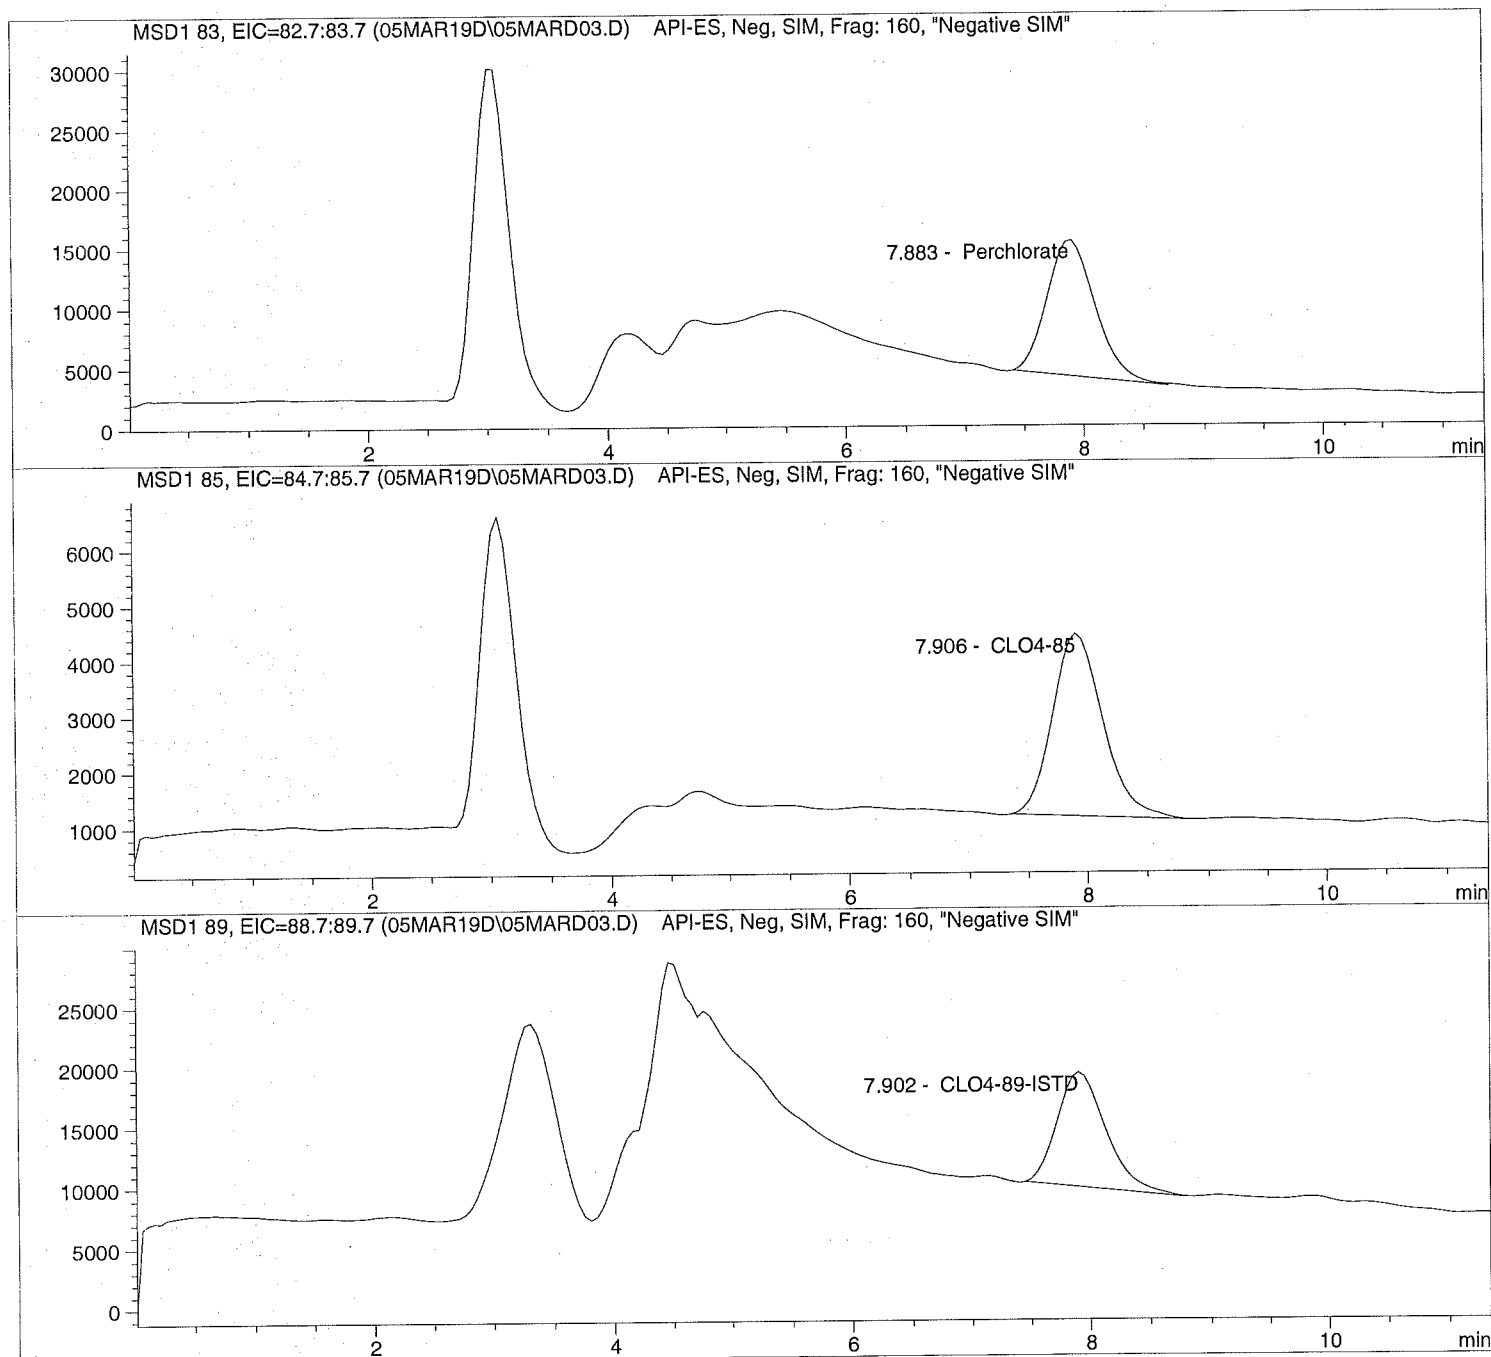 MSD1 83, EIC=82.7:83.7 (05MAR19D\05MARD03.D) API-ES, Neg, SIM, Frag: 160, "Negative SIM"
30000
25000
20000
15000
10000
5000
0
7.883 - Perchlorate
2 4 6 8 10 min
MSD1 85, EIC=84.7:85.7 (05MAR19D\05MARD03.D) API-ES, Neg, SIM, Frag: 160, "Negative SIM"
6000
5000
4000
3000
2000
1000
7.906 - CLO4-85
2 4 6 8 10 min
MSD1 89, EIC=88.7:89.7 (05MAR19D\05MARD03.D) API-ES, Neg, SIM, Frag: 160, "Negative SIM"
25000
20000
15000
10000
5000
0
7.902 - CLO4-89-ISTD
2 4 6 8 10 min